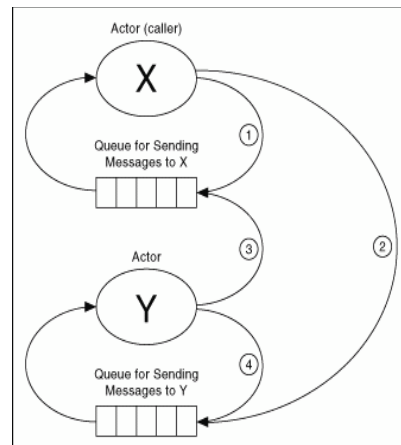 Actor (caller)
X
1
Queue for Sending
Messages to X
2
3
Actor
Y
4
Queue for Sending
Messages to Y